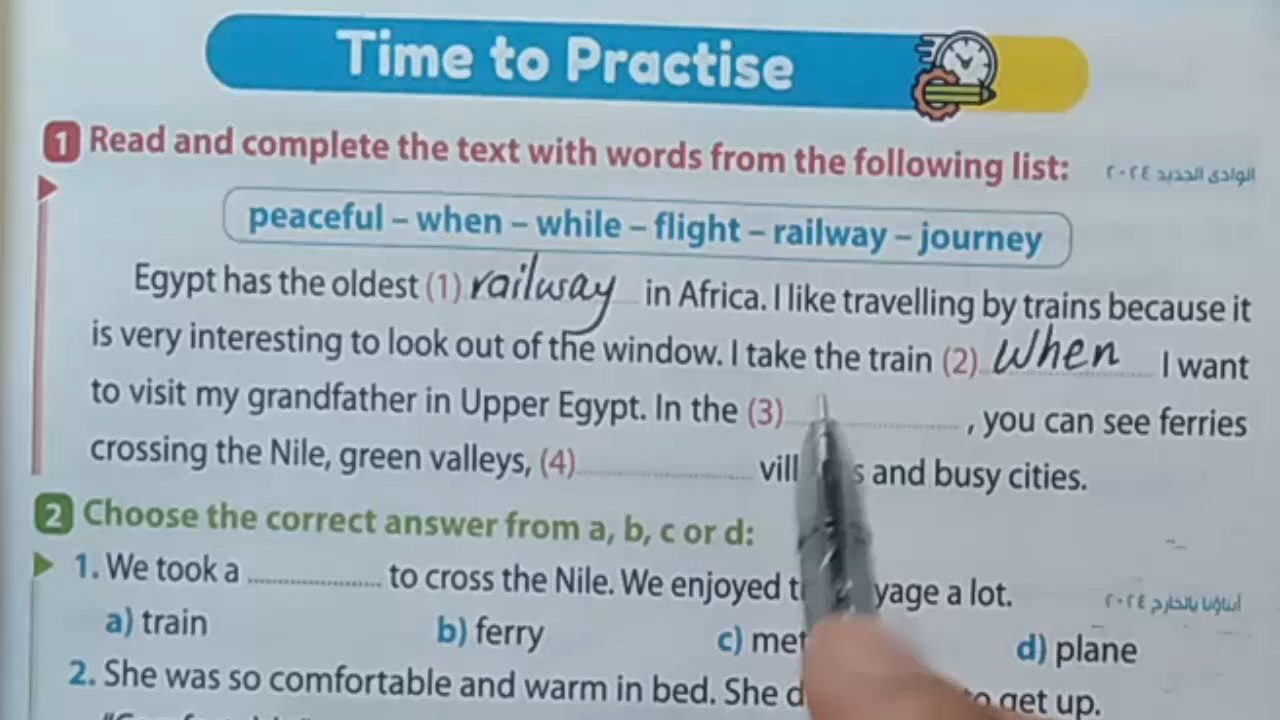 Time to Practise
1 Read and complete the text with words from the following list: الوادى الجديد ٢٠٢٤
peaceful – when – while – flight – railway – journey
Egypt has the oldest (1) railway in Africa. I like travelling by trains because it
is very interesting to look out of the window. I take the train (2) when I want
to visit my grandfather in Upper Egypt. In the (3) .................... , you can see ferries
crossing the Nile, green valleys, (4) .................... and busy cities.
2 Choose the correct answer from a, b, c or d:
1. We took a ............... to cross the Nile. We enjoyed a lot. أبناؤنا بالخارج ٢٠٢٤
a) train b) ferry c) d) plane
2. She was so comfortable and warm in bed. She get up.